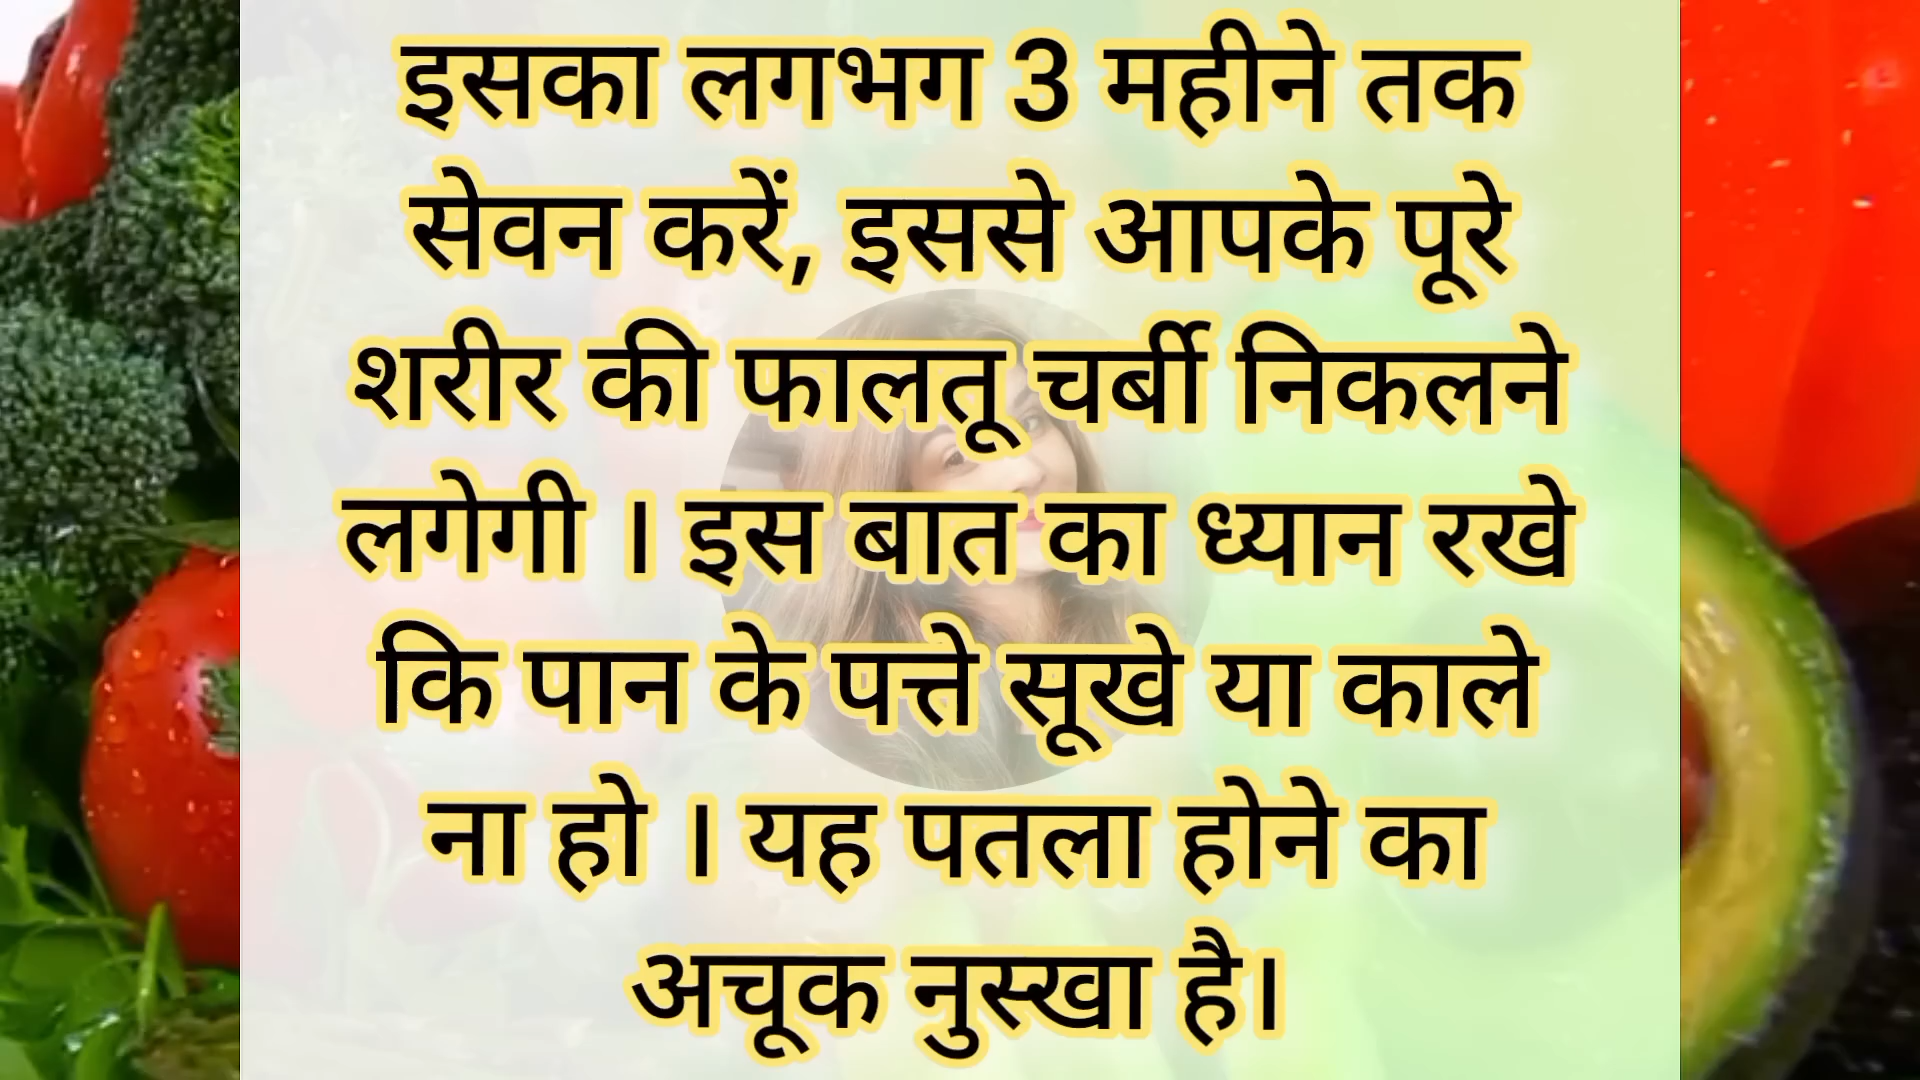 इसका लगभग 3 महीने तक
सेवन करें, इससे आपके पूरे
शरीर की फालतू चर्बी निकलने
लगेगी । इस बात का ध्यान रखे
कि पान के पत्ते सूखे या काले
ना हो । यह पतला होने का
अचूक नुस्खा है।